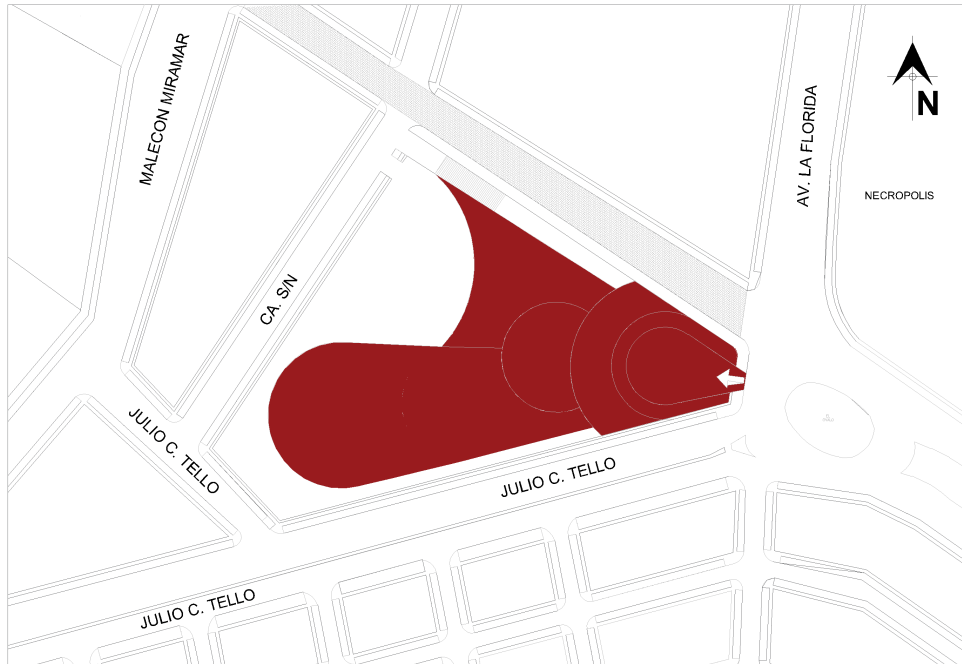 MALECON MIRAMAR
AV. LA FLORIDA
N
NECROPOLIS
CA. S/N
JULIO C. TELLO
JULIO C. TELLO
JULIO C. TELLO